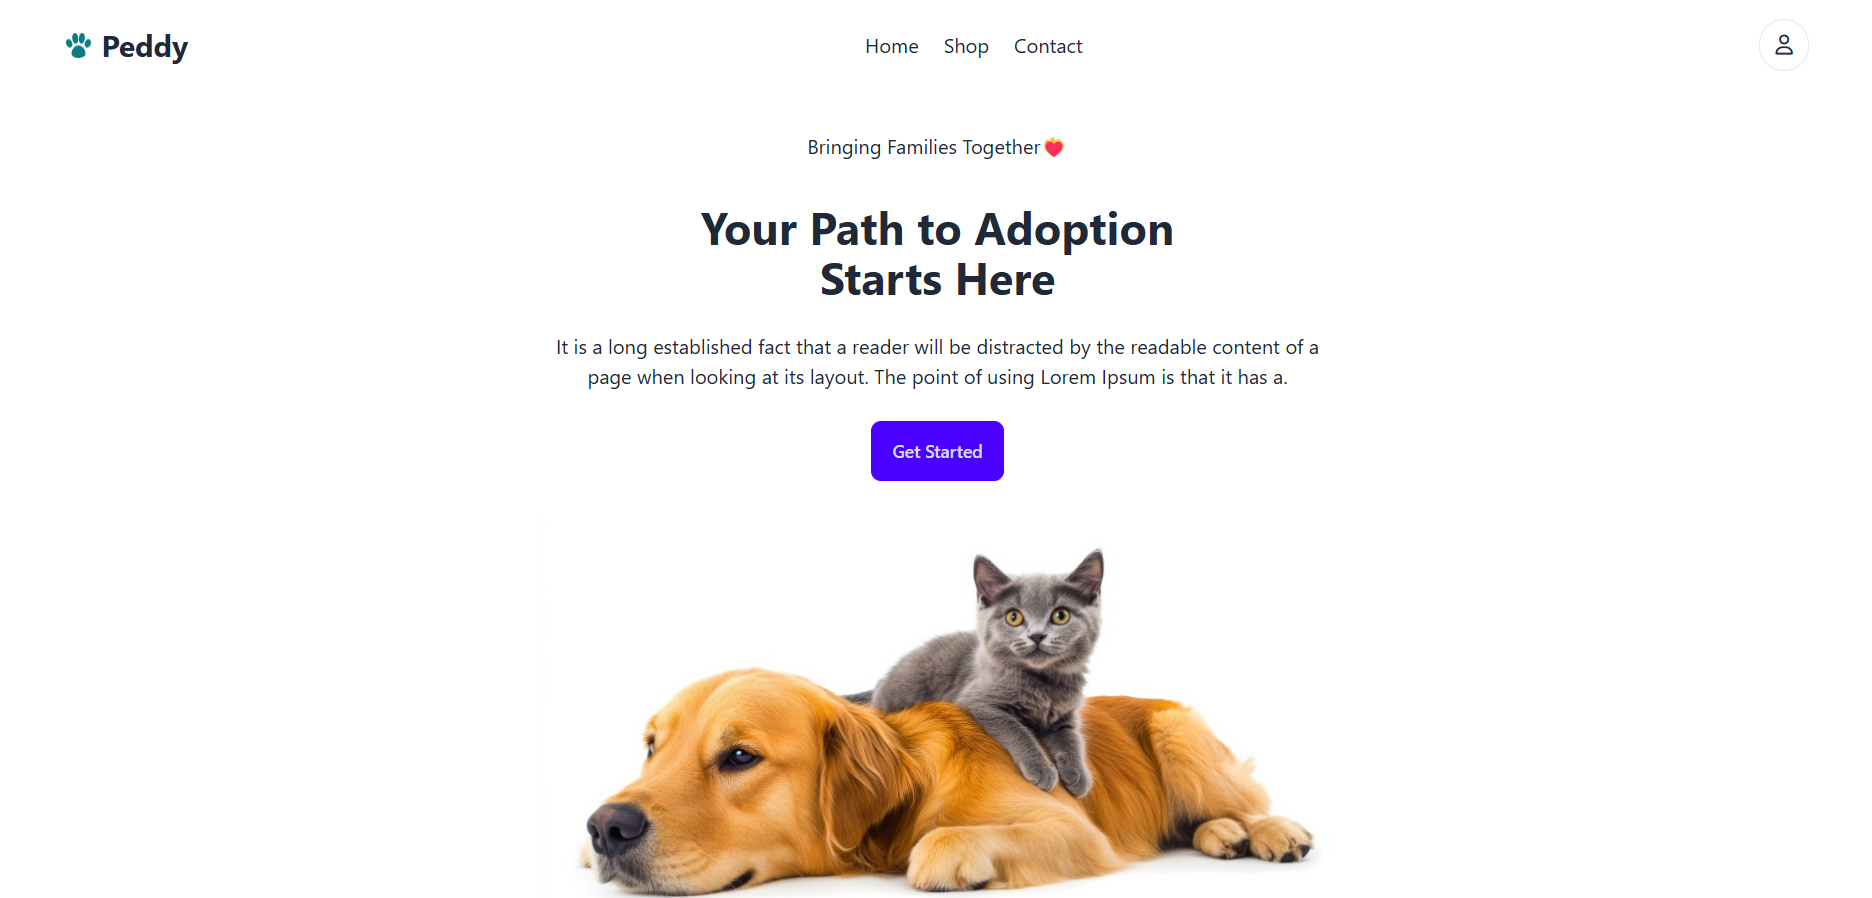 Peddy
Home Shop Contact
Bringing Families Together
Your Path to Adoption
Starts Here
It is a long established fact that a reader will be distracted by the readable content of a
page when looking at its layout. The point of using Lorem Ipsum is that it has a.
Get Started